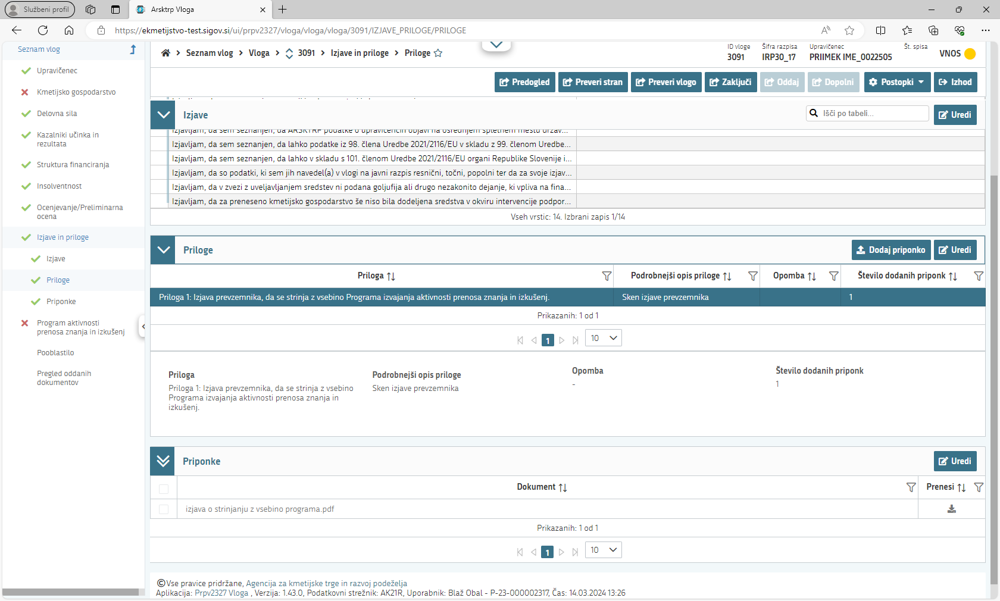 Službeni profil
Arsktrp Vloga
https://ekmetijstvo-test.sigov.si/ui/prpv2327/vloga/vloga/vloga/3091/IZJAVE_PRILOGE/PRILOGE
Seznam vlog
Upravičenec
Kmetijsko gospodarstvo
Delovna sila
Kazalniki učinka in
rezultata
Struktura financiranja
Insolventnost
Ocenjevanje/Preliminarna
ocena
Izjave in priloge
Izjave
Priloge
Priponke
Program aktivnosti
prenosa znanja in izkušenj
Pooblastilo
Pregled oddanih
dokumentov
Seznam vlog > Vloga > 3091 > Izjave in priloge > Priloge
ID vloge Šifra razpisa Upravičenec Št. spisa
3091 IRP30_17 PRIIMEK IME_0022505
VNOS
Predogled Preveri stran Preveri vlogo Zaključi Oddaj Dopolni Postopki Izhod
Izjave Išči po tabeli... Uredi
Izjavljam, da sem seznanjen, da ARSKTRP podatke o upravičencih objavi na osrednjem spletnem mestu držav...
Izjavljam, da sem seznanjen, da lahko podatke iz 98. člena Uredbe 2021/2116/EU v skladu z 99. členom Uredbe...
Izjavljam, da sem seznanjen, da lahko v skladu s 101. členom Uredbe 2021/2116/EU organi Republike Slovenije i...
Izjavljam, da so podatki, ki sem jih navedel(a) v vlogi na javni razpis resnični, točni, popolni ter da za svoje izjav...
Izjavljam, da v zvezi z uveljavljanjem sredstev ni podana goljufija ali drugo nezakonito dejanje, ki vpliva na fina...
Izjavljam, da za preneseno kmetijsko gospodarstvo še niso bila dodeljena sredstva v okviru intervencije podpor...
Vseh vrstic: 14. Izbrani zapis 1/14
Priloge Dodaj priponko Uredi
Priloga Podrobnejši opis priloge Opomba Število dodanih priponk
Priloga 1: Izjava prevzemnika, da se strinja z vsebino Programa izvajanja aktivnosti prenosa znanja in izkušenj. Sken izjave prevzemnika 1
Prikazanih: 1 od 1
1 10
Priloga Podrobnejši opis priloge Opomba Število dodanih priponk
Priloga 1: Izjava prevzemnika, da se strinja z vsebino Sken izjave prevzemnika - 1
Programa izvajanja aktivnosti prenosa znanja in
izkušenj.
Priponke Uredi
Dokument Prenesi
izjava o strinjanju z vsebino programa.pdf
Prikazanih: 1 od 1
1 10
©Vse pravice pridržane, Agencija za kmetijske trge in razvoj podeželja
Aplikacija: Prpv2327 Vloga , Verzija: 1.43.0, Podatkovni strežnik: AK21R, Uporabnik: Blaž Obal - P-23-000002317, Čas: 14.03.2024 13:26